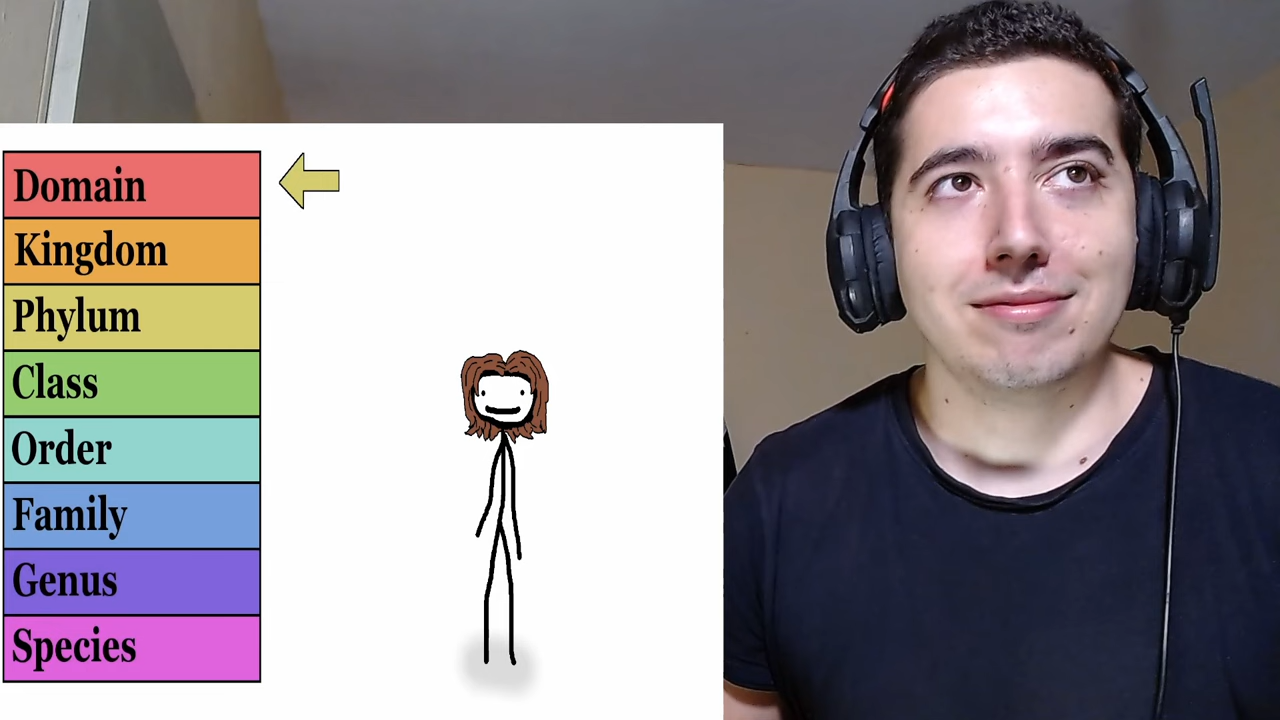 Domain
Kingdom
Phylum
Class
Order
Family
Genus
Species